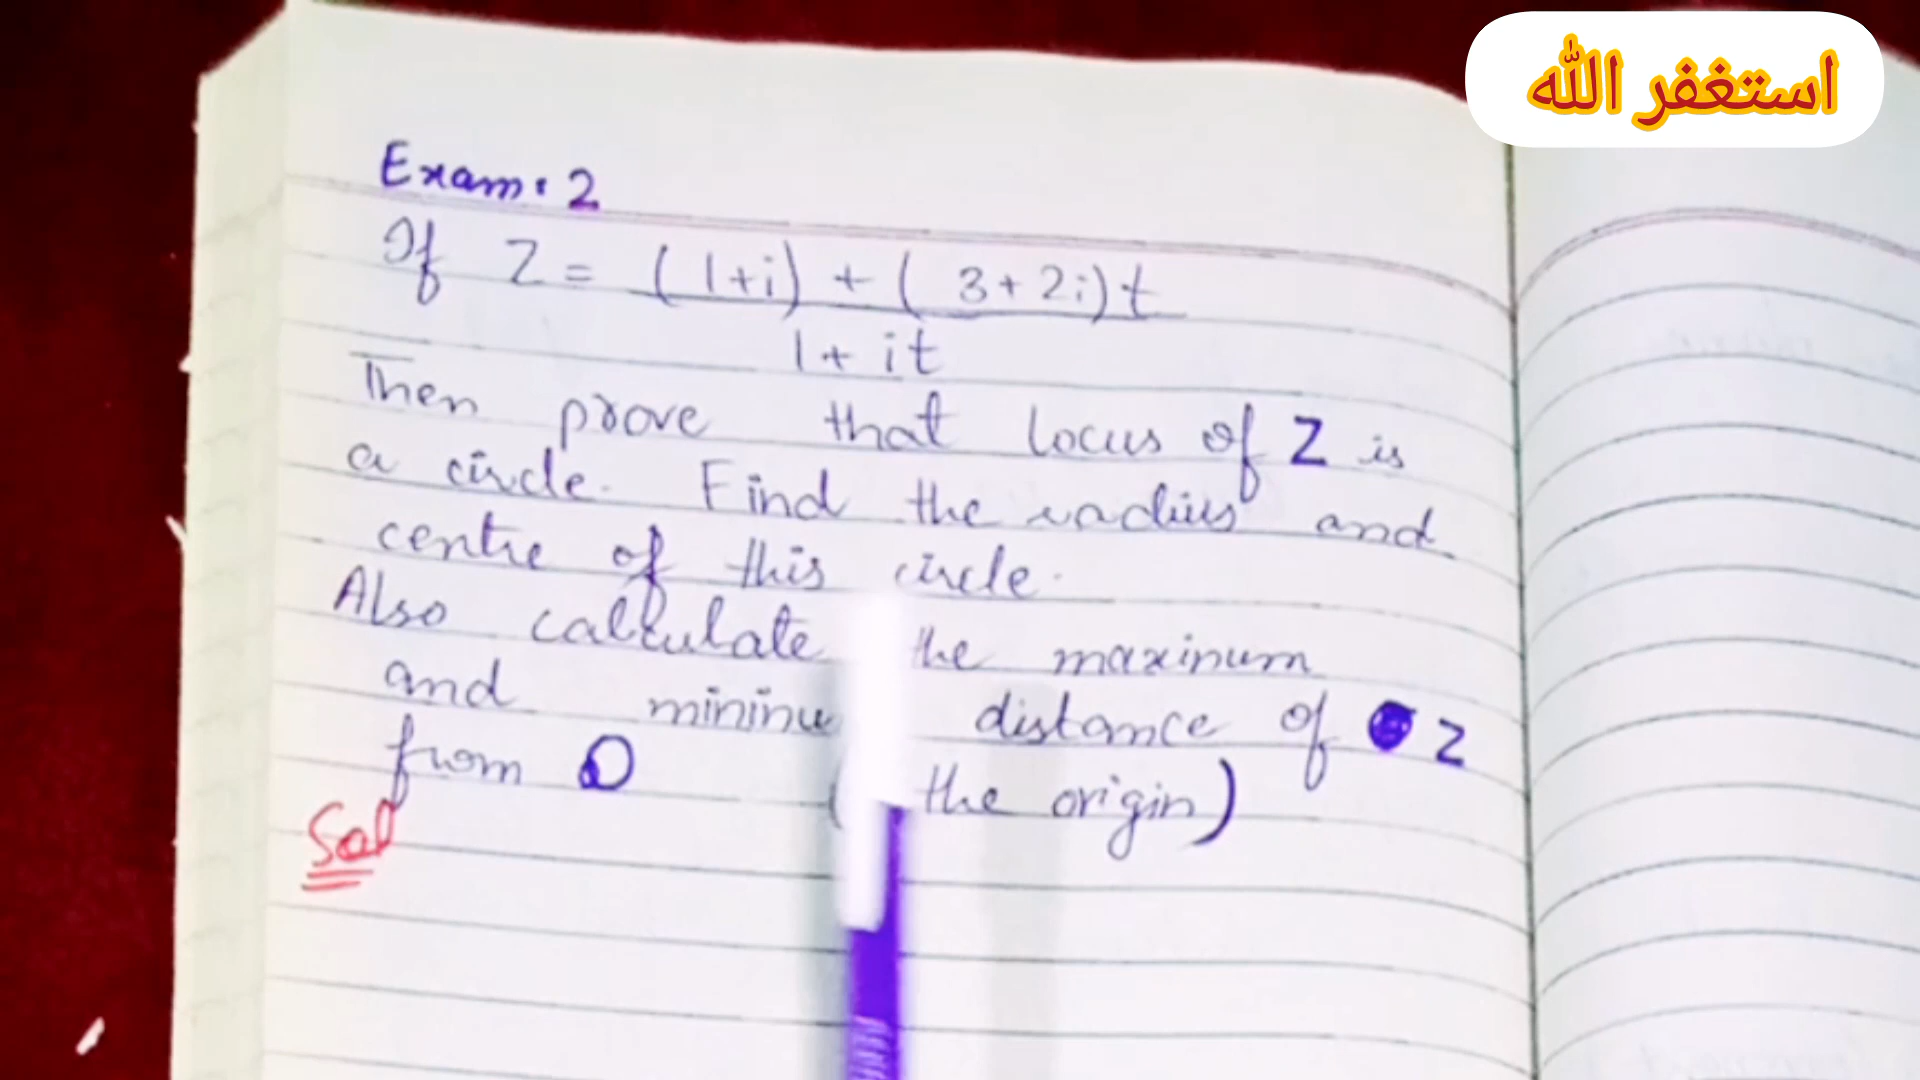 استغفر الله
Exam: 2
If Z = (1+i) + (3+2i)t
1 + it
Then prove that locus of Z is
a circle. Find the radius and
centre of this circle.
Also calculate the maxinum
and distance of Z
from O (the origin)
Sol